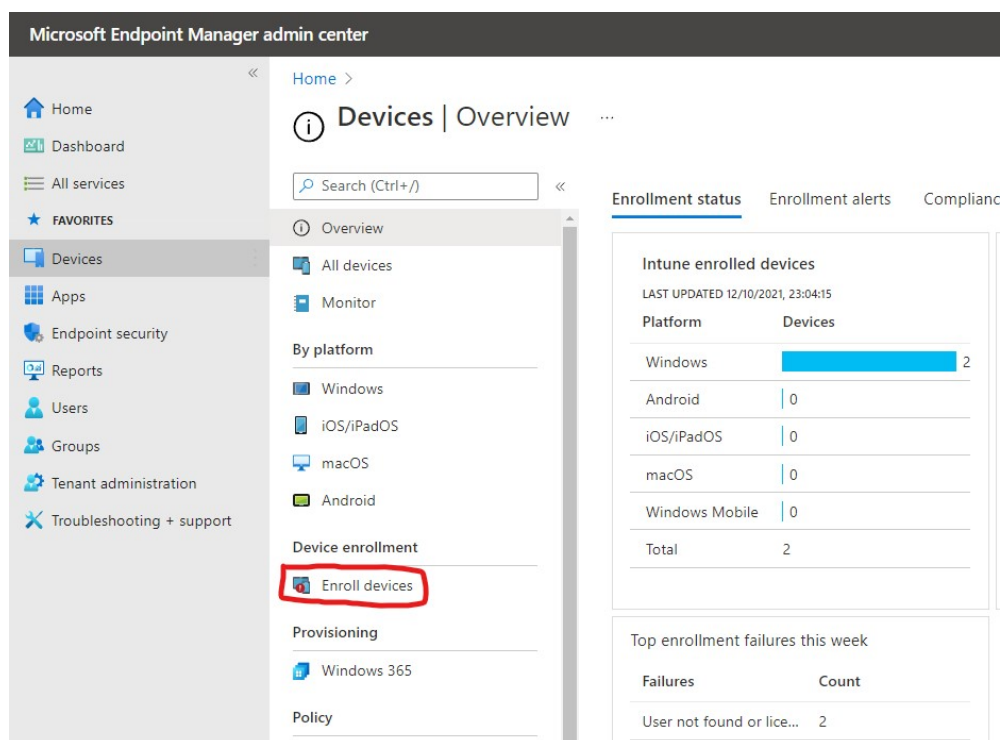 Microsoft Endpoint Manager admin center
«
Home
Dashboard
All services
FAVORITES
Devices
Apps
Endpoint security
Reports
Users
Groups
Tenant administration
Troubleshooting + support
Home >
Devices | Overview ...
Search (Ctrl+/)
«
Overview
All devices
Monitor
By platform
Windows
iOS/iPadOS
macOS
Android
Device enrollment
Enroll devices
Provisioning
Windows 365
Policy
Enrollment status Enrollment alerts Complianc
Intune enrolled devices
LAST UPDATED 12/10/2021, 23:04:15
Platform Devices
Windows 2
Android 0
iOS/iPadOS 0
macOS 0
Windows Mobile 0
Total 2
Top enrollment failures this week
Failures Count
User not found or lice... 2